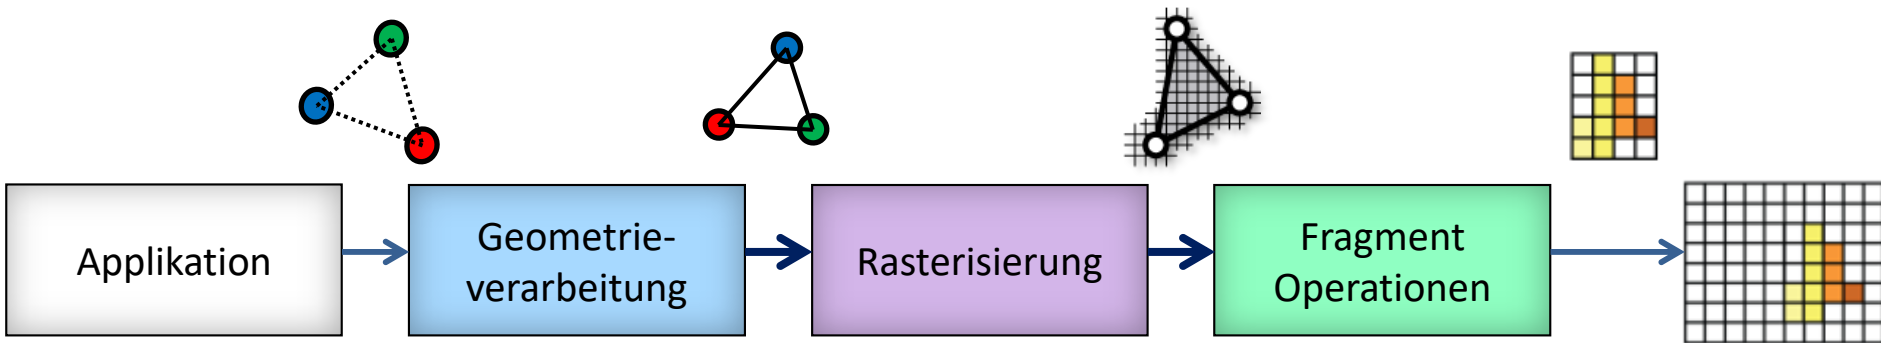 Applikation
Geometrie-
verarbeitung
Rasterisierung
Fragment
Operationen